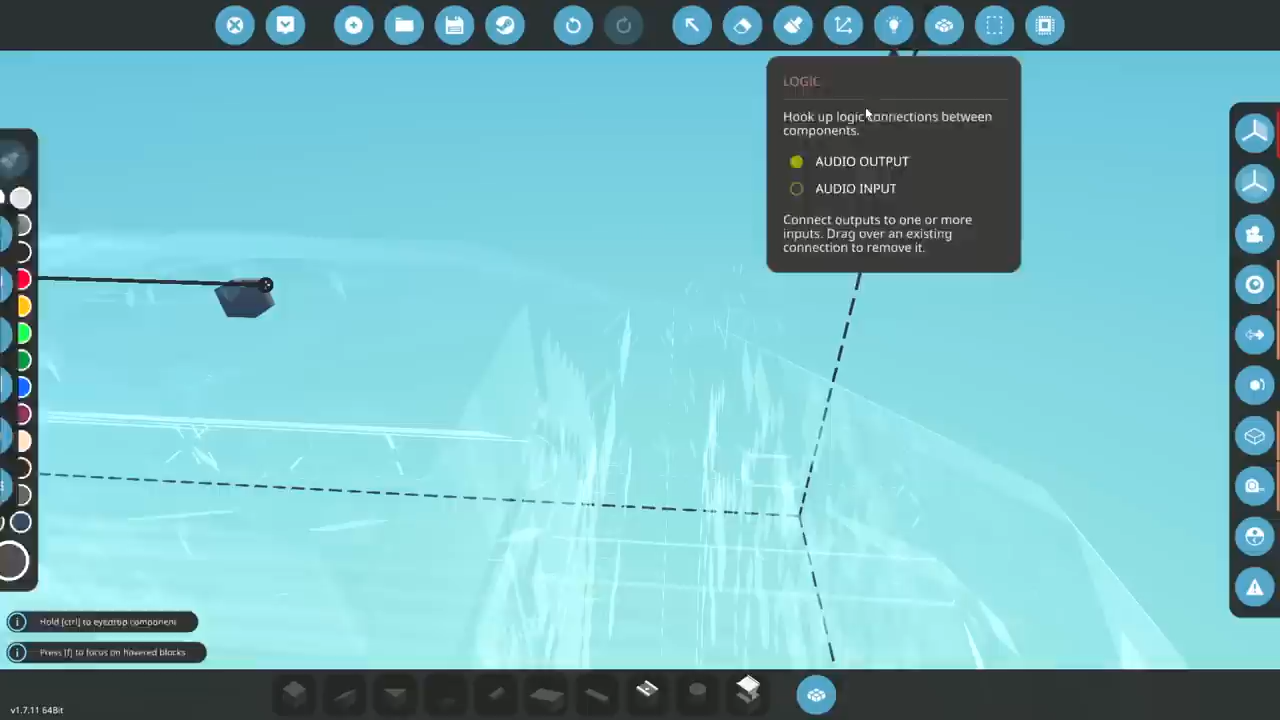 LOGIC
Hook up logic connections between
components.
AUDIO OUTPUT
AUDIO INPUT
Connect outputs to one or more
inputs. Drag over an existing
connection to remove it.
Hold [ctrl] to eyedrop component
Press [f] to focus on hovered blocks
v1.7.11 64Bit